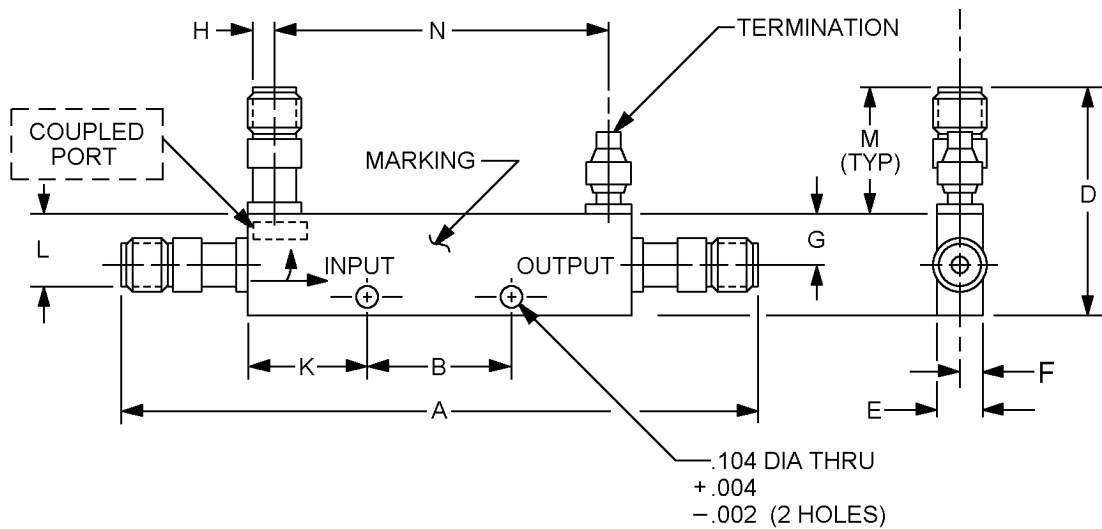 H
N
TERMINATION
COUPLED
PORT
MARKING
M
(TYP)
D
L
G
INPUT
OUTPUT
K
B
F
A
E
.104 DIA THRU
+.004
–.002 (2 HOLES)